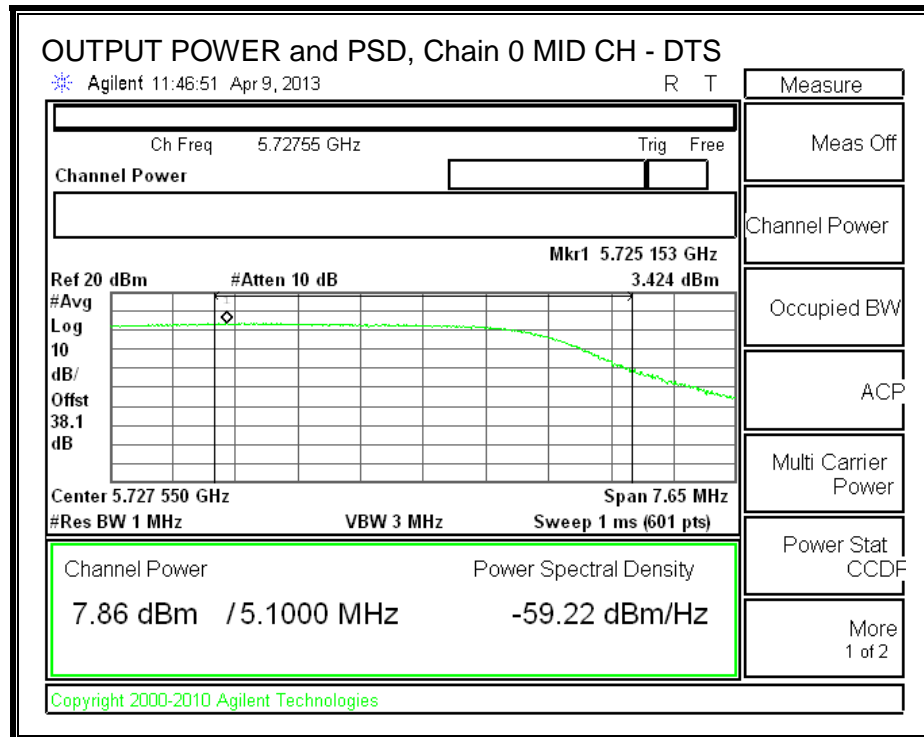 OUTPUT POWER and PSD, Chain 0 MID CH - DTS
Agilent 11:46:51 Apr 9, 2013 R T
Measure
Ch Freq 5.72755 GHz Trig Free
Meas Off
Channel Power
Channel Power
Mkr1 5.725 153 GHz
Ref 20 dBm #Atten 10 dB 3.424 dBm
#Avg
1
Log
10
dB/
Offst
38.1
dB
Occupied BW
ACP
Center 5.727 550 GHz Span 7.65 MHz
#Res BW 1 MHz VBW 3 MHz Sweep 1 ms (601 pts)
Multi Carrier
Power
Channel Power Power Spectral Density
7.86 dBm / 5.1000 MHz -59.22 dBm/Hz
Power Stat
CCDF
More
1 of 2
Copyright 2000-2010 Agilent Technologies